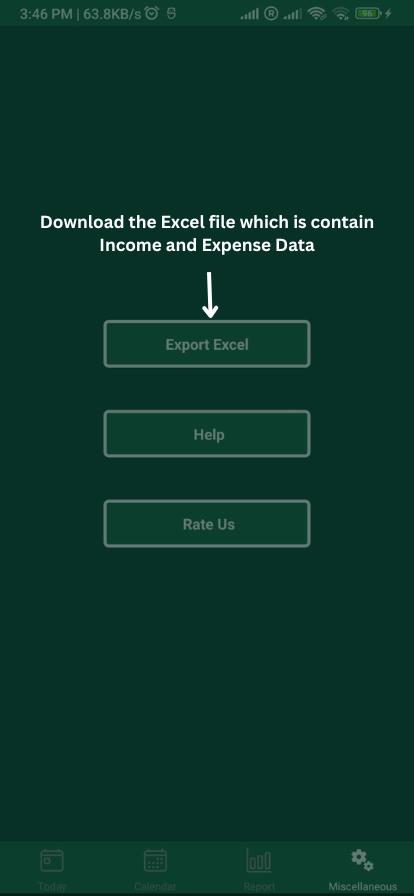 3:46 PM | 63.8KB/s
96
Download the Excel file which is contain
Income and Expense Data
Export Excel
Help
Rate Us
Today
Calendar
Report
Miscellaneous